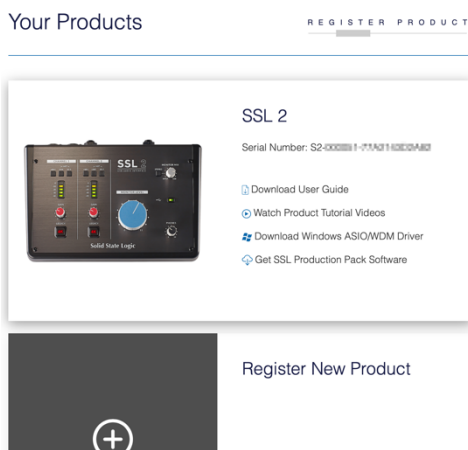 Your Products
REGISTER PRODUCT
SSL 2
Serial Number: S2-
Download User Guide
Watch Product Tutorial Videos
Download Windows ASIO/WDM Driver
Get SSL Production Pack Software
SSL
Solid State Logic
Register New Product